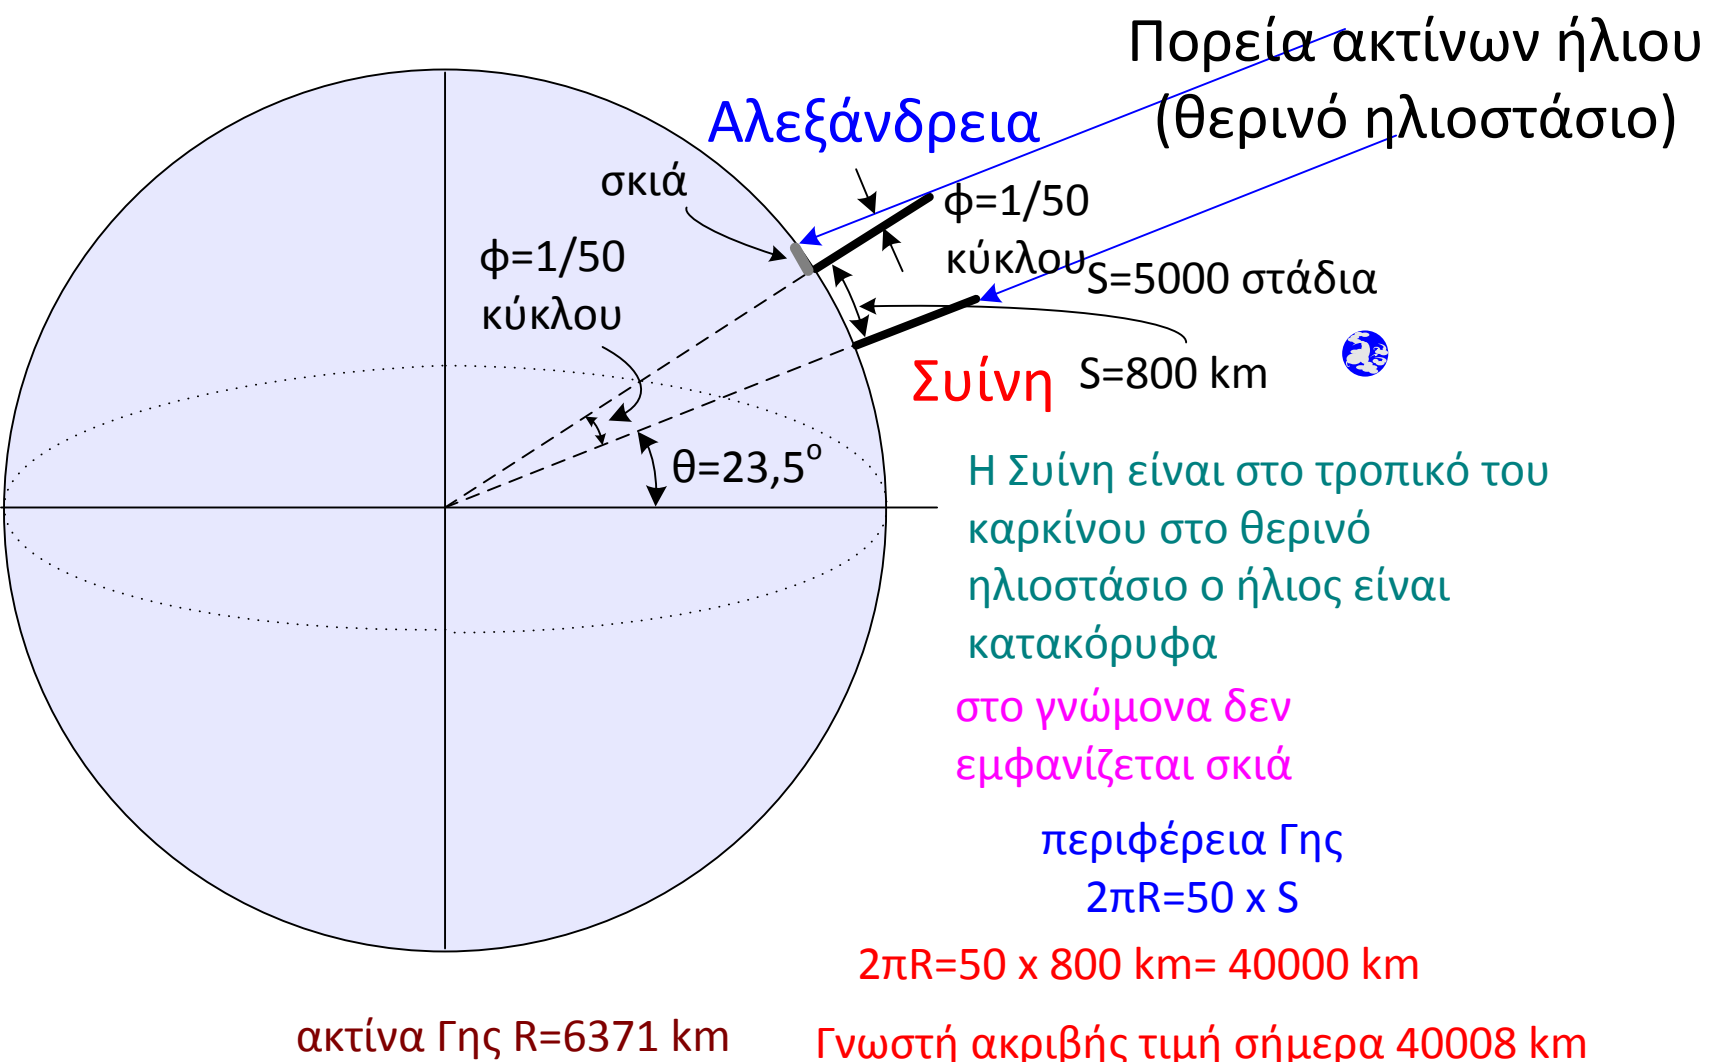 Πορεία ακτίνων ήλιου
(θερινό ηλιοστάσιο)
Αλεξάνδρεια
σκιά
φ=1/50
κύκλου
φ=1/50
κύκλου
S=5000 στάδια
S=800 km
Συίνη
θ=23,5°
Η Συίνη είναι στο τροπικό του
καρκίνου στο θερινό
ηλιοστάσιο ο ήλιος είναι
κατακόρυφα
στο γνώμονα δεν
εμφανίζεται σκιά
περιφέρεια Γης
2πR=50 x S
2πR=50 x 800 km= 40000 km
ακτίνα Γης R=6371 km
Γνωστή ακριβής τιμή σήμερα 40008 km